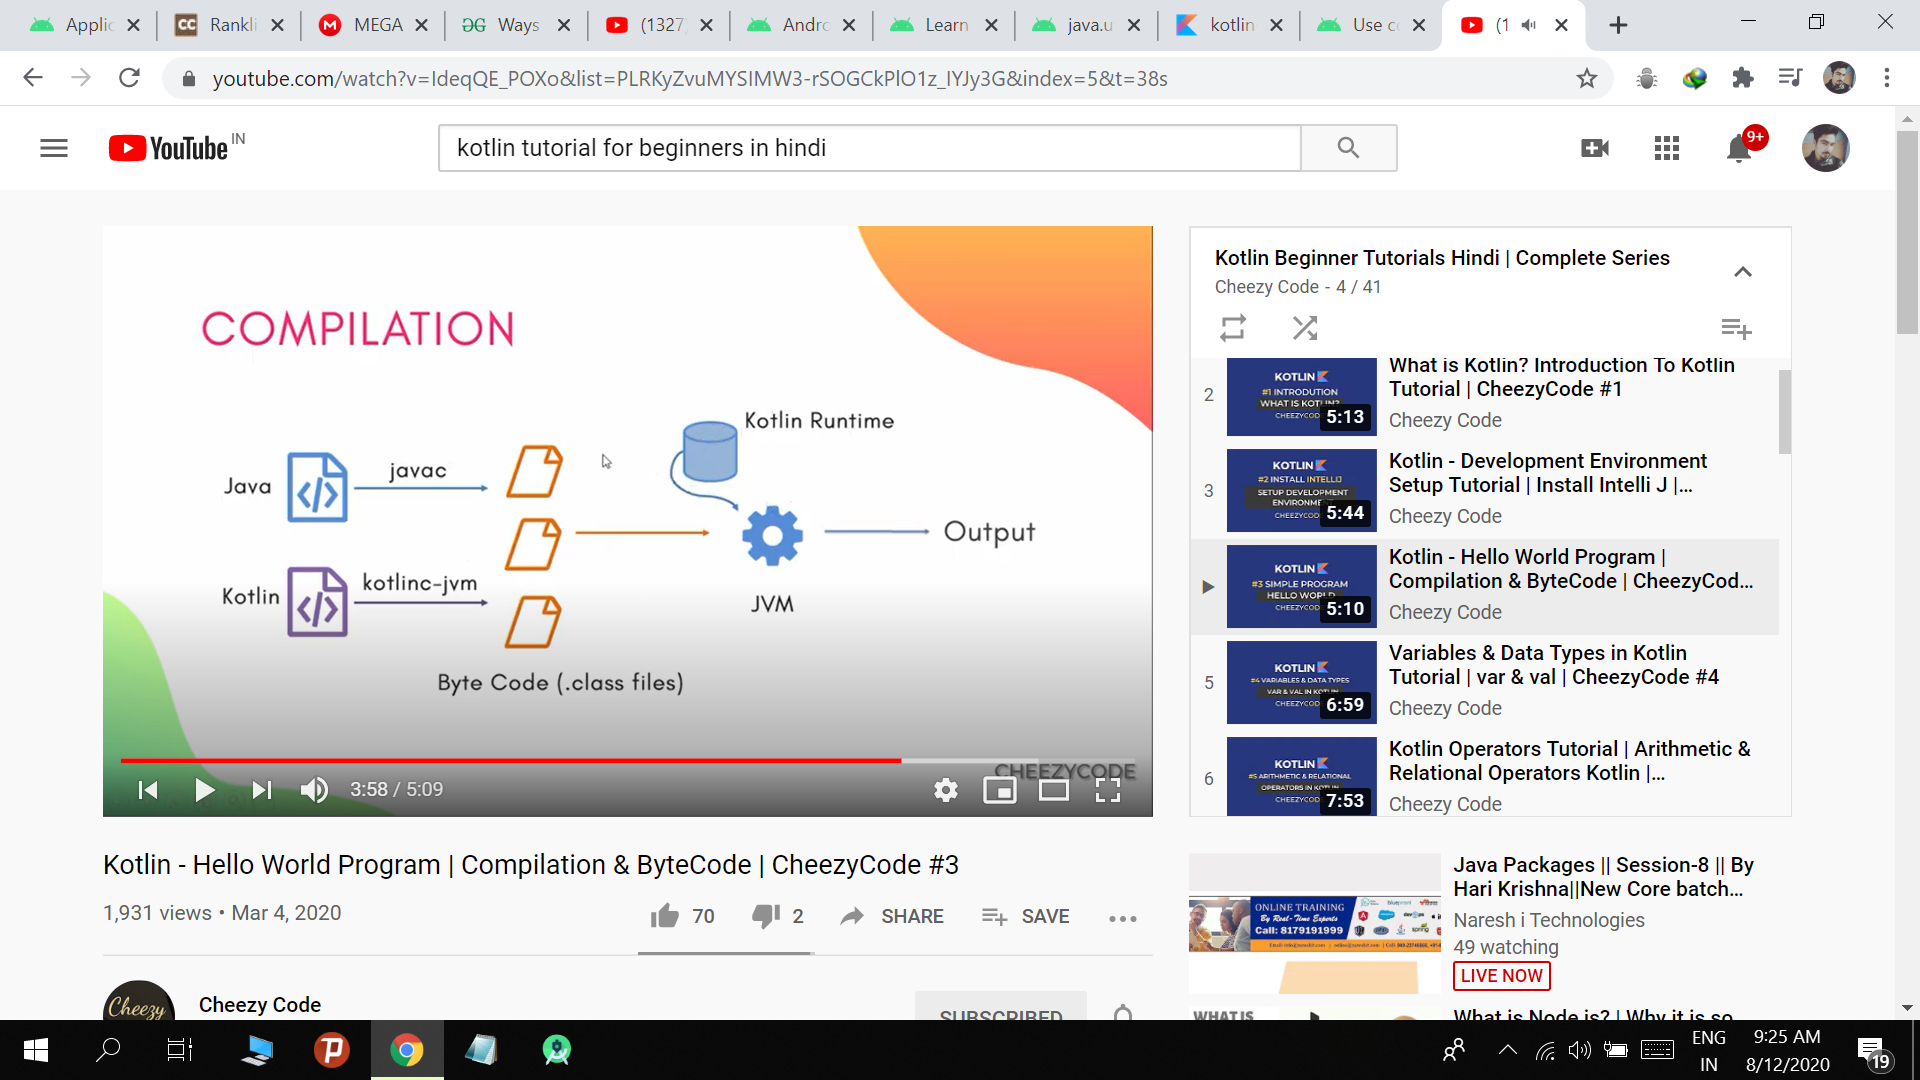 Applic
Rankli
MEGA
Ways
(1327
Andro
Learn
java.u
kotlin
Use co
(1
youtube.com/watch?v=IdeqQE_POXo&list=PLRKyZvuMYSIMW3-rSOGCkPlO1z_lYJy3G&index=5&t=38s
YouTube IN
kotlin tutorial for beginners in hindi
9+
COMPILATION
Kotlin Runtime
Java
javac
Output
Kotlin
kotlinc-jvm
JVM
Byte Code (.class files)
CHEEZYCODE
3:58 / 5:09
Kotlin Beginner Tutorials Hindi | Complete Series
Cheezy Code - 4 / 41
2
KOTLIN
#1 INTRODUTION
WHAT IS KOTLIN?
5:13
What is Kotlin? Introduction To Kotlin
Tutorial | CheezyCode #1
Cheezy Code
3
KOTLIN
#2 INSTALL INTELLIJ
SETUP DEVELOPMENT
5:44
Kotlin - Development Environment
Setup Tutorial | Install Intelli J |...
Cheezy Code
KOTLIN
#3 SIMPLE PROGRAM
HELLO WORLD
5:10
Kotlin - Hello World Program |
Compilation & ByteCode | CheezyCod...
Cheezy Code
5
KOTLIN
#4 VARIABLES & DATA TYPES
VAR & VAL IN KOTLIN
6:59
Variables & Data Types in Kotlin
Tutorial | var & val | CheezyCode #4
Cheezy Code
6
KOTLIN
#5 ARITHMETIC & RELATIONAL
OPERATORS IN KOTLIN
7:53
Kotlin Operators Tutorial | Arithmetic &
Relational Operators Kotlin |...
Cheezy Code
Kotlin - Hello World Program | Compilation & ByteCode | CheezyCode #3
1,931 views • Mar 4, 2020
70
2
SHARE
SAVE
Cheezy
Cheezy Code
SUBSCRIBED
ONLINE TRAINING
By Real-Time Experts
Call: 8179191999
Java Packages || Session-8 || By
Hari Krishna||New Core batch...
Naresh i Technologies
49 watching
LIVE NOW
WHAT IS
What is Node js? | Why it is so
ENG
IN
9:25 AM
8/12/2020
19